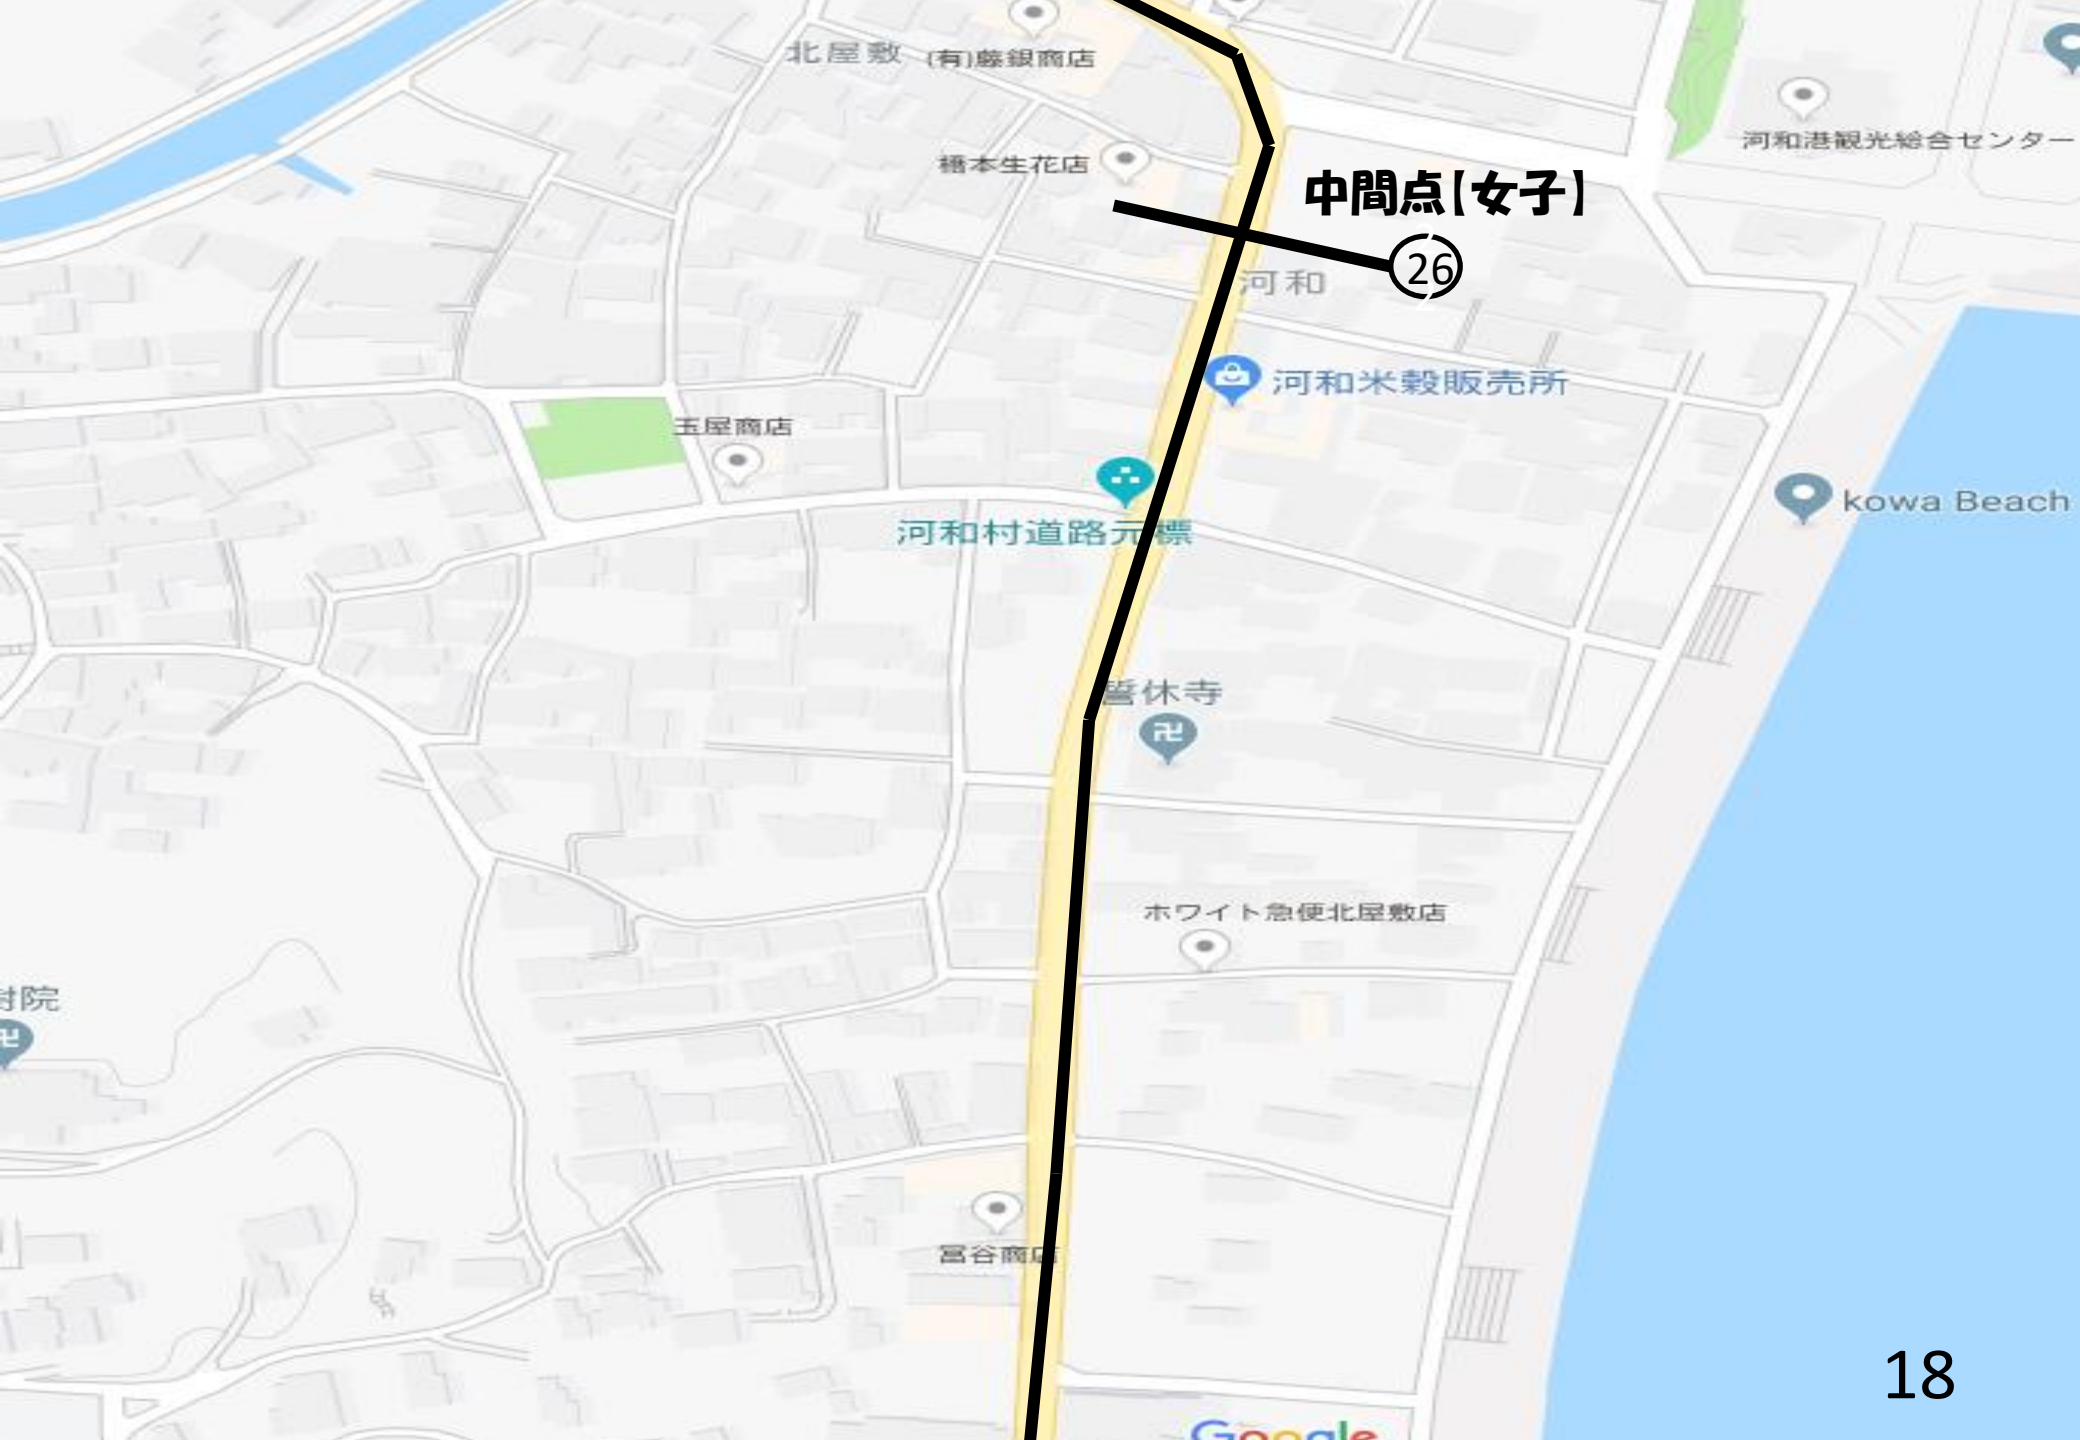 北屋敷
(有)藤銀商店
河和港観光総合センター
橋本生花店
中間点【女子】
26
河和
河和米穀販売所
玉屋商店
kowa Beach
河和村道路元標
誓休寺
ホワイト急便北屋敷店
冨谷商店
18
Google